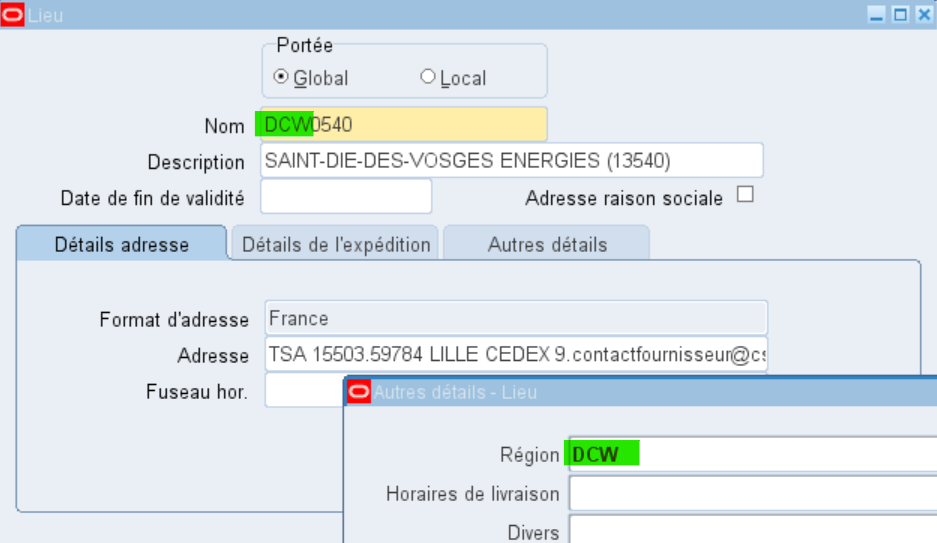 Lieu
Portée
Global Local
Nom DCW0540
Description SAINT-DIE-DES-VOSGES ENERGIES (13540)
Date de fin de validité Adresse raison sociale
Détails adresse Détails de l'expédition Autres détails
Format d'adresse France
Adresse TSA 15503.59784 LILLE CEDEX 9.contactfournisseur@cs
Fuseau hor.
Autres détails - Lieu
Région DCW
Horaires de livraison
Divers